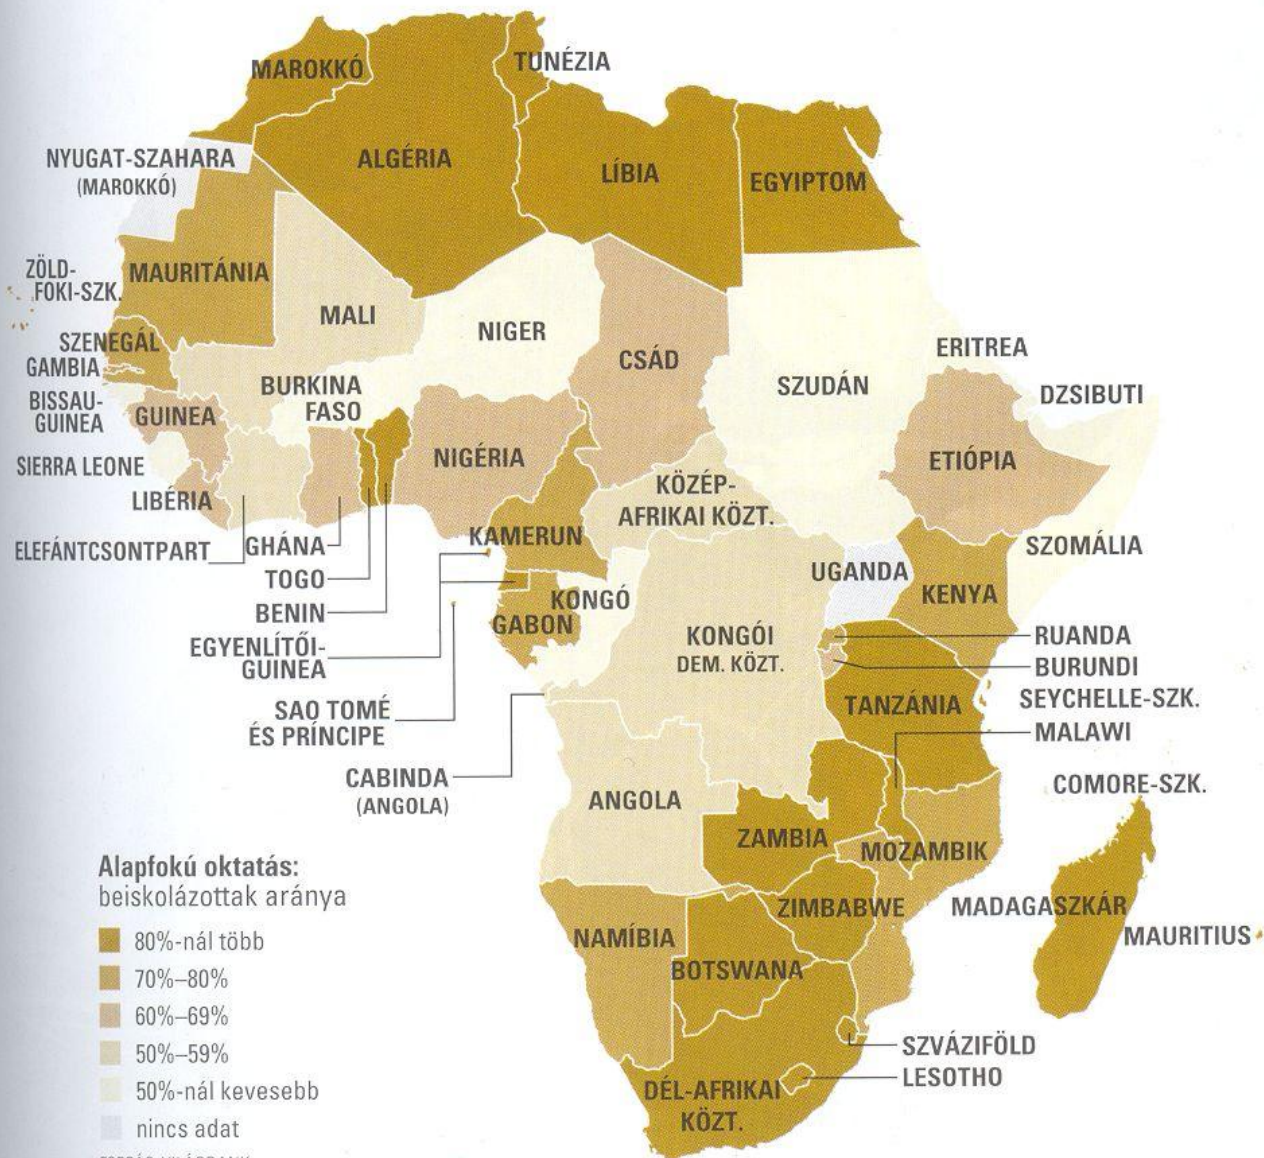 MAROKKÓ
TUNÉZIA
ALGÉRIA
LÍBIA
EGYIPTOM
NYUGAT-SZAHARA
(MAROKKÓ)
MAURITÁNIA
ZÖLD-
FOKI-SZK.
MALI
NIGER
CSÁD
SZUDÁN
ERITREA
SZENEGÁL
GAMBIA
BURKINA
FASO
DZSIBUTI
BISSAU-
GUINEA
GUINEA
NIGÉRIA
ETIÓPIA
SIERRA LEONE
LIBÉRIA
KÖZÉP-
AFRIKAI KÖZT.
ELEFÁNTCSONTPART
GHÁNA
KAMERUN
SZOMÁLIA
TOGO
UGANDA
KENYA
BENIN
KONGÓ
GABON
EGYENLÍTŐI-
GUINEA
KONGÓI
DEM. KÖZT.
RUANDA
BURUNDI
SEYCHELLE-SZK.
TANZÁNIA
SAO TOMÉ
ÉS PRÍNCIPE
MALAWI
CABINDA
(ANGOLA)
COMORE-SZK.
ANGOLA
ZAMBIA
MOZAMBIK
ZIMBABWE
MADAGASZKÁR
MAURITIUS
NAMÍBIA
BOTSWANA
SZVÁZIFÖLD
LESOTHO
DÉL-AFRIKAI
KÖZT.
Alapfokú oktatás:
beiskolázottak aránya
80%-nál több
70%–80%
60%–69%
50%–59%
50%-nál kevesebb
nincs adat